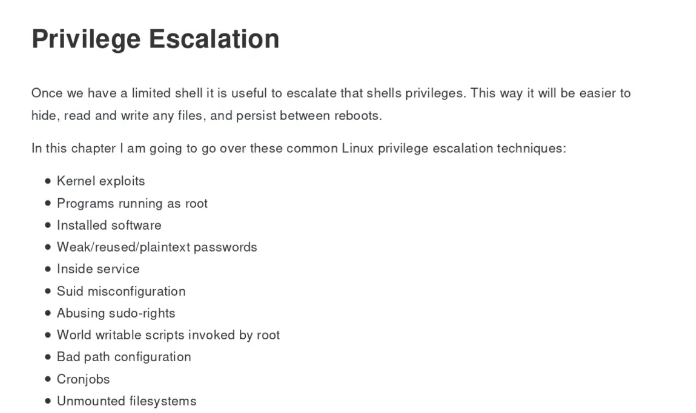 Privilege Escalation
Once we have a limited shell it is useful to escalate that shells privileges. This way it will be easier to
hide, read and write any files, and persist between reboots.
In this chapter I am going to go over these common Linux privilege escalation techniques:
• Kernel exploits
• Programs running as root
• Installed software
• Weak/reused/plaintext passwords
• Inside service
• Suid misconfiguration
• Abusing sudo-rights
• World writable scripts invoked by root
• Bad path configuration
• Cronjobs
• Unmounted filesystems